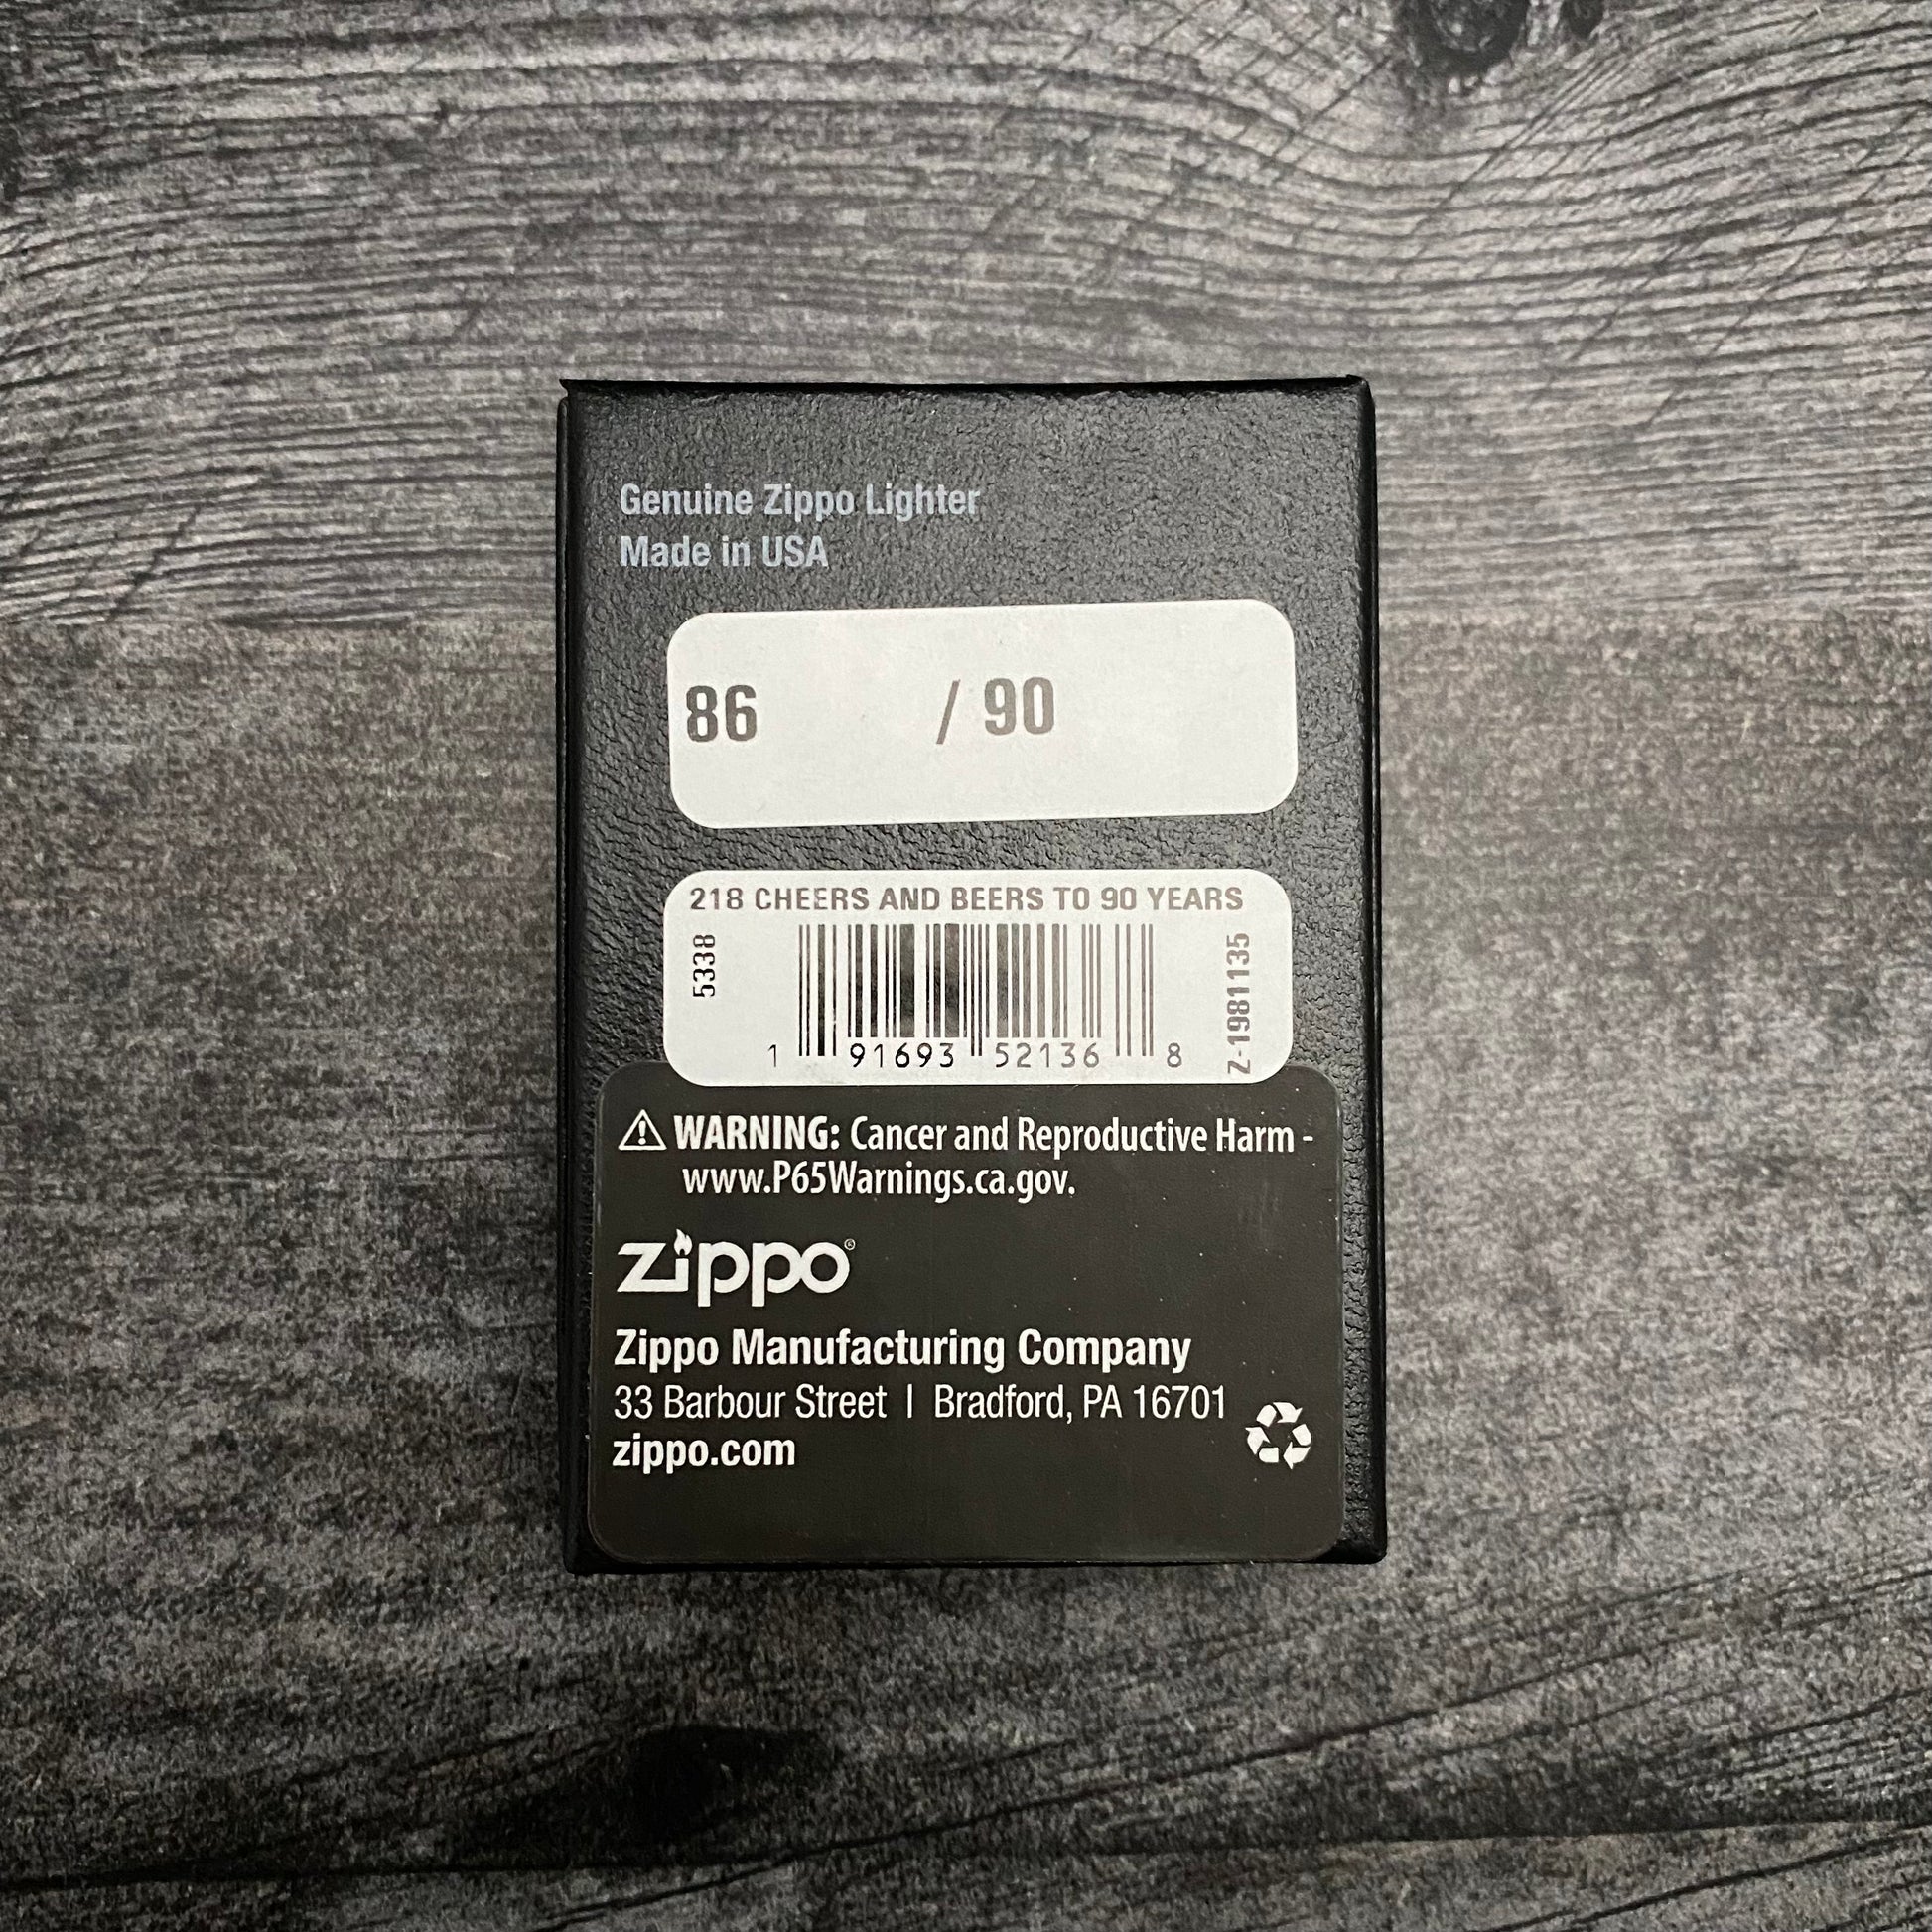 Genuine Zippo Lighter
Made in USA
86 / 90
218 CHEERS AND BEERS TO 90 YEARS
5338
Z-1981135
1 91693 52136 8
⚠ WARNING: Cancer and Reproductive Harm -
www.P65Warnings.ca.gov.
zippo®
Zippo Manufacturing Company
33 Barbour Street | Bradford, PA 16701
zippo.com